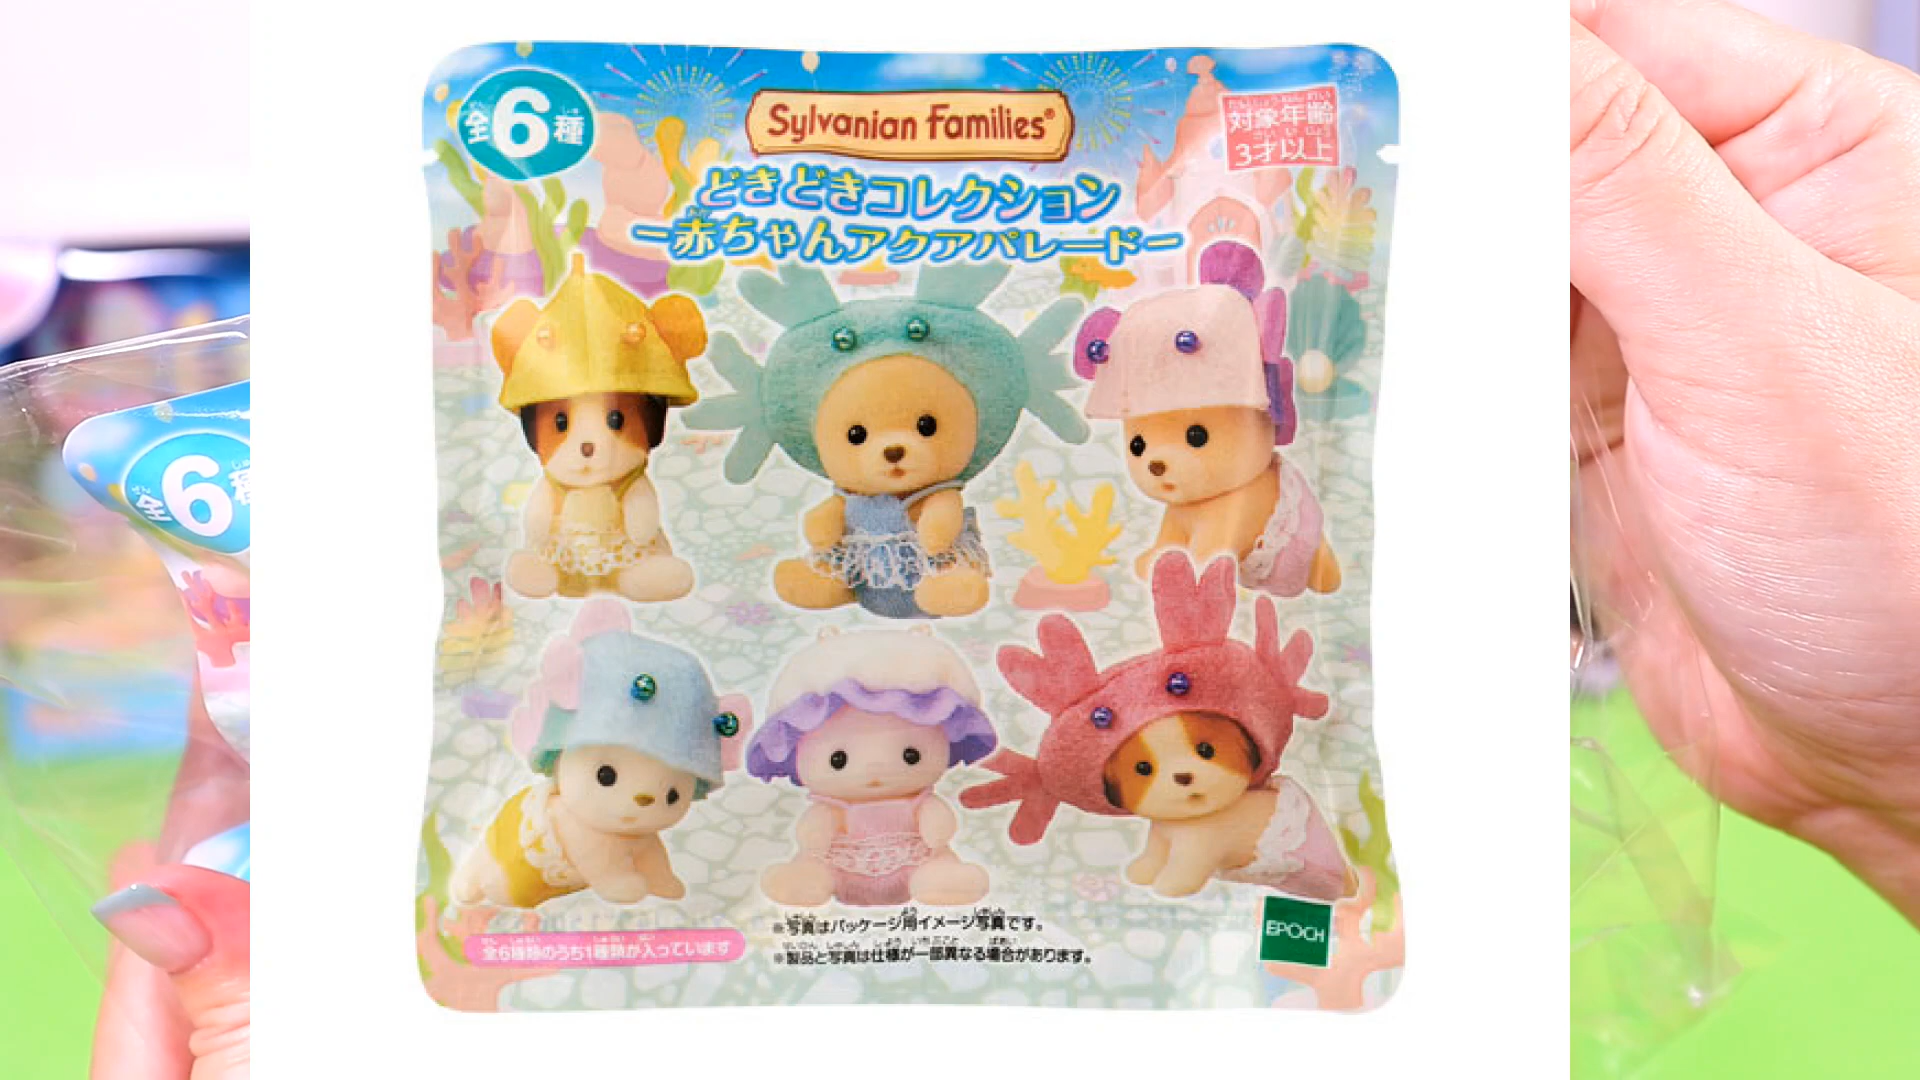 全6種
Sylvanian Families®
対象年齢
3才以上
どきどきコレクション
ー赤ちゃんアクアパレードー
全6種
※写真はパッケージ用イメージ写真です。
全6種類のうち1種類が入っています
※製品と写真は仕様が一部異なる場合があります。
EPOCH